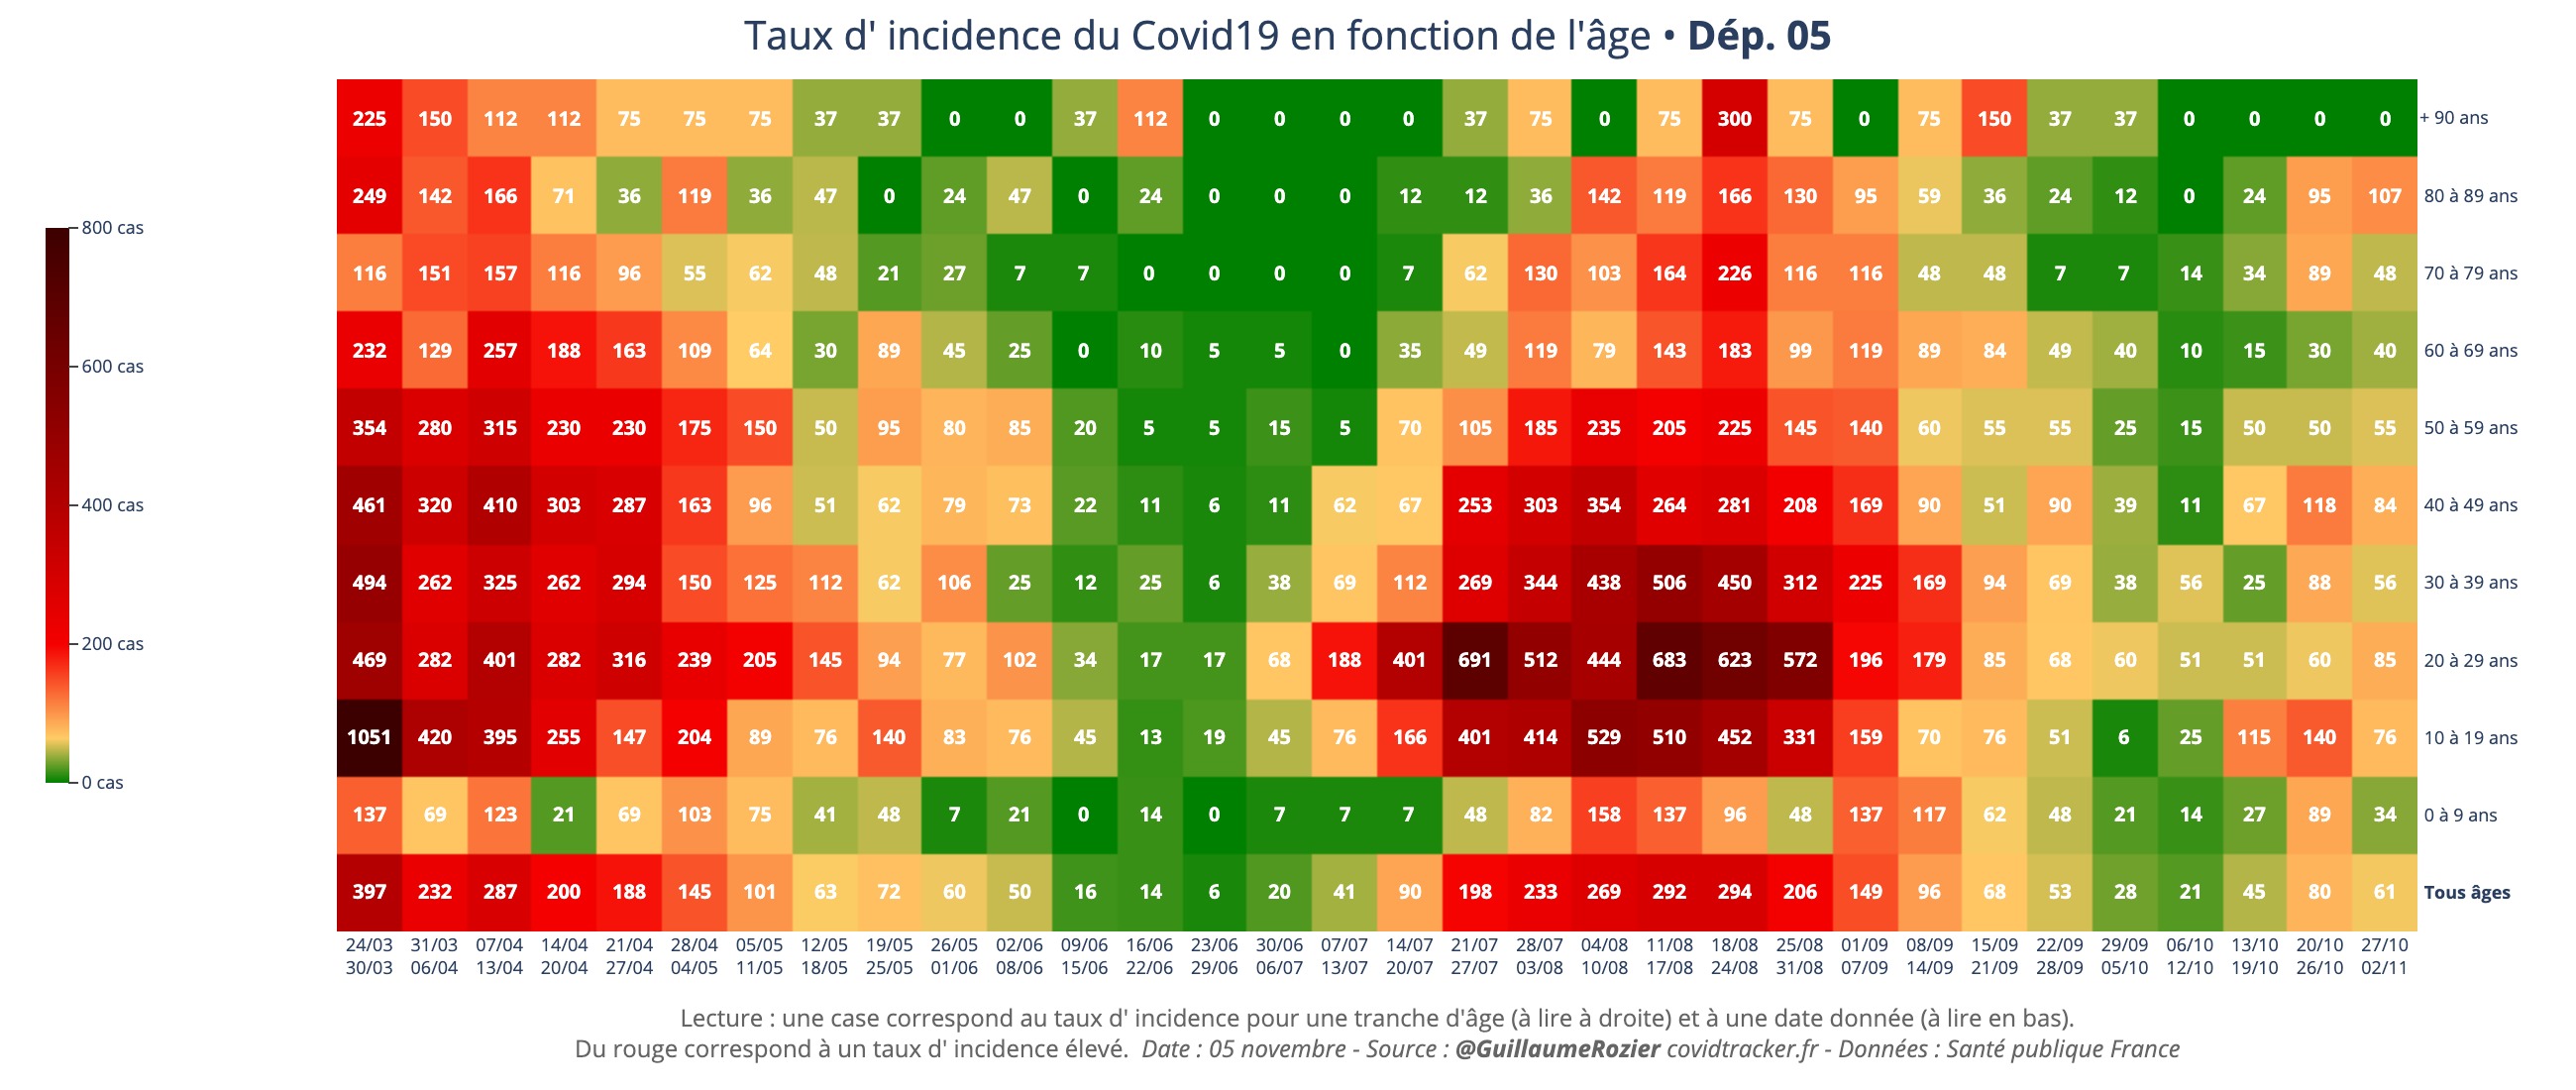 Taux d' incidence du Covid19 en fonction de l'âge • Dép. 05
800 cas
600 cas
400 cas
200 cas
0 cas
225 150 112 112 75 75 75 37 37 0 0 37 112 0 0 0 0 37 75 0 75 300 75 0 75 150 37 37 0 0 0 0 + 90 ans
249 142 166 71 36 119 36 47 0 24 47 0 24 0 0 0 12 12 36 142 119 166 130 95 59 36 24 12 0 24 95 107 80 à 89 ans
116 151 157 116 96 55 62 48 21 27 7 7 0 0 0 0 7 62 130 103 164 226 116 116 48 48 7 7 14 34 89 48 70 à 79 ans
232 129 257 188 163 109 64 30 89 45 25 0 10 5 5 0 35 49 119 79 143 183 99 119 89 84 49 40 10 15 30 40 60 à 69 ans
354 280 315 230 230 175 150 50 95 80 85 20 5 5 15 5 70 105 185 235 205 225 145 140 60 55 55 25 15 50 50 55 50 à 59 ans
461 320 410 303 287 163 96 51 62 79 73 22 11 6 11 62 67 253 303 354 264 281 208 169 90 51 90 39 11 67 118 84 40 à 49 ans
494 262 325 262 294 150 125 112 62 106 25 12 25 6 38 69 112 269 344 438 506 450 312 225 169 94 69 38 56 25 88 56 30 à 39 ans
469 282 401 282 316 239 205 145 94 77 102 34 17 17 68 188 401 691 512 444 683 623 572 196 179 85 68 60 51 51 60 85 20 à 29 ans
1051 420 395 255 147 204 89 76 140 83 76 45 13 19 45 76 166 401 414 529 510 452 331 159 70 76 51 6 25 115 140 76 10 à 19 ans
137 69 123 21 69 103 75 41 48 7 21 0 14 0 7 7 7 48 82 158 137 96 48 137 117 62 48 21 14 27 89 34 0 à 9 ans
397 232 287 200 188 145 101 63 72 60 50 16 14 6 20 41 90 198 233 269 292 294 206 149 96 68 53 28 21 45 80 61 Tous âges
24/03 31/03 07/04 14/04 21/04 28/04 05/05 12/05 19/05 26/05 02/06 09/06 16/06 23/06 30/06 07/07 14/07 21/07 28/07 04/08 11/08 18/08 25/08 01/09 08/09 15/09 22/09 29/09 06/10 13/10 20/10 27/10
30/03 06/04 13/04 20/04 27/04 04/05 11/05 18/05 25/05 01/06 08/06 15/06 22/06 29/06 06/07 13/07 20/07 27/07 03/08 10/08 17/08 24/08 31/08 07/09 14/09 21/09 28/09 05/10 12/10 19/10 26/10 02/11
Lecture : une case correspond au taux d' incidence pour une tranche d'âge (à lire à droite) et à une date donnée (à lire en bas).
Du rouge correspond à un taux d' incidence élevé. Date : 05 novembre - Source : @GuillaumeRozier covidtracker.fr - Données : Santé publique France